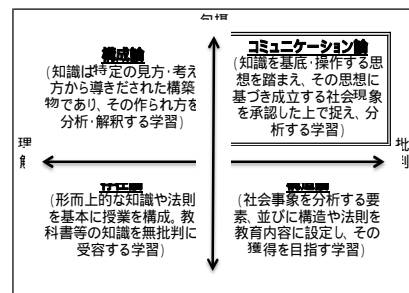 構成論
(知識は特定の見方・考え
方から導きだされた構築
物であり、その作られ方を
分析・解釈する学習)
コミュニケーション論
(知識を基底・操作する思
想を踏まえ、その思想に
基づき成立する社会現象
を承認した上で捉え、分
析する学習)
理
解
批
判
(形而上的な知識や法則
を基本に授業を構成。教
科書等の知識を無批判に
受容する学習)
(社会事象を分析する要
素、並びに構造や法則を
教育内容に設定し、その
獲得を目指す学習)